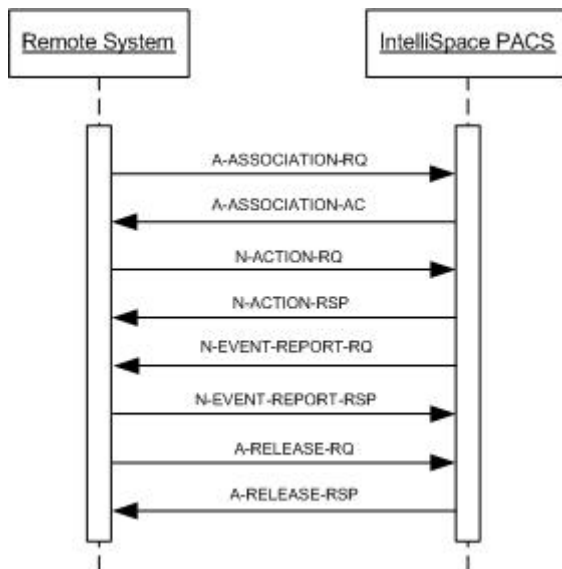 Remote System
IntelliSpace PACS
A-ASSOCIATION-RQ
A-ASSOCIATION-AC
N-ACTION-RQ
N-ACTION-RSP
N-EVENT-REPORT-RQ
N-EVENT-REPORT-RSP
A-RELEASE-RQ
A-RELEASE-RSP